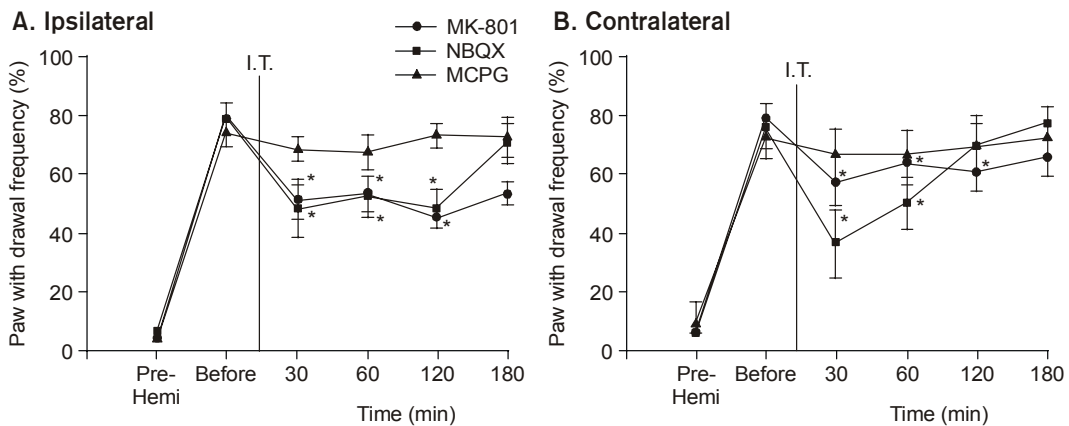 A. Ipsilateral
MK-801
NBQX
MCPG
I.T.
Paw with drawal frequency (%)
100
80
60
40
20
0
* * *
* * *
Pre-Hemi
Before
30
60
120
180
Time (min)
B. Contralateral
I.T.
Paw with drawal frequency (%)
100
80
60
40
20
0
* * *
* *
Pre-
Hemi
Before
30
60
120
180
Time (min)